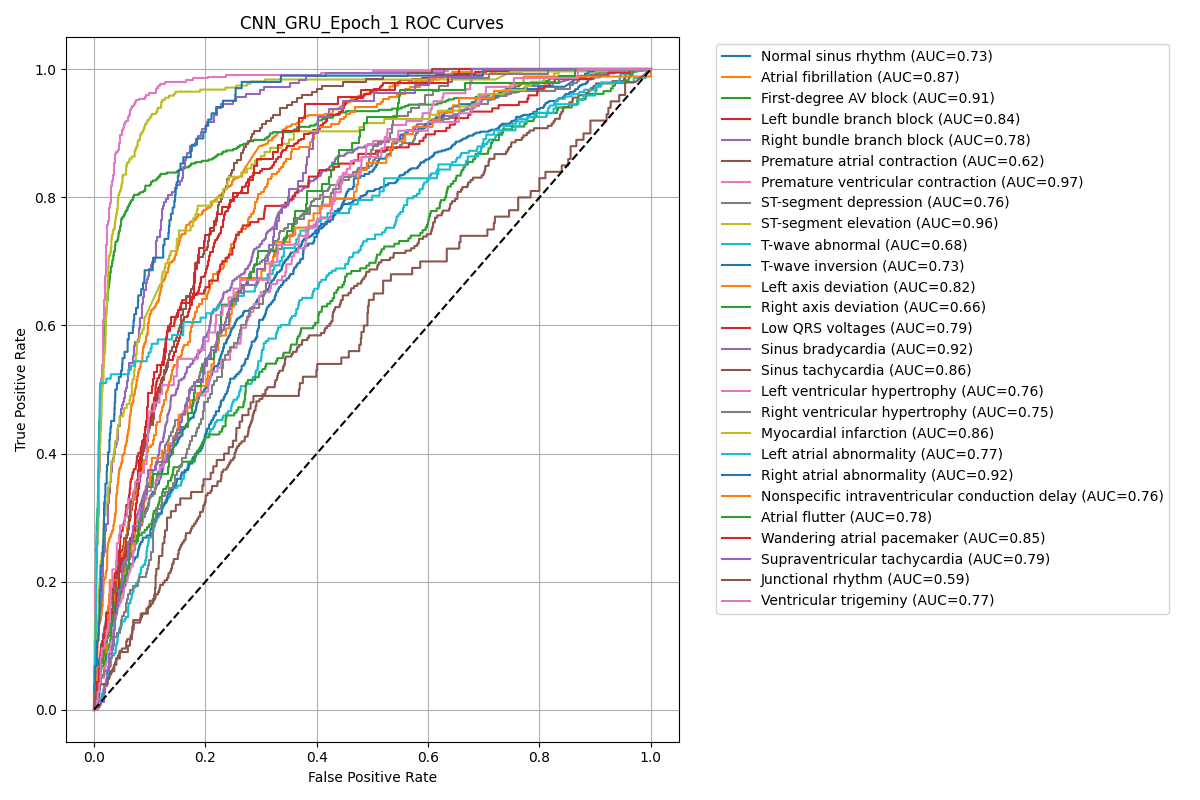 CNN_GRU_Epoch_1 ROC Curves
1.0
0.8
0.6
0.4
0.2
0.0
True Positive Rate
0.0 0.2 0.4 0.6 0.8 1.0
False Positive Rate
Normal sinus rhythm (AUC=0.73)
Atrial fibrillation (AUC=0.87)
First-degree AV block (AUC=0.91)
Left bundle branch block (AUC=0.84)
Right bundle branch block (AUC=0.78)
Premature atrial contraction (AUC=0.62)
Premature ventricular contraction (AUC=0.97)
ST-segment depression (AUC=0.76)
ST-segment elevation (AUC=0.96)
T-wave abnormal (AUC=0.68)
T-wave inversion (AUC=0.73)
Left axis deviation (AUC=0.82)
Right axis deviation (AUC=0.66)
Low QRS voltages (AUC=0.79)
Sinus bradycardia (AUC=0.92)
Sinus tachycardia (AUC=0.86)
Left ventricular hypertrophy (AUC=0.76)
Right ventricular hypertrophy (AUC=0.75)
Myocardial infarction (AUC=0.86)
Left atrial abnormality (AUC=0.77)
Right atrial abnormality (AUC=0.92)
Nonspecific intraventricular conduction delay (AUC=0.76)
Atrial flutter (AUC=0.78)
Wandering atrial pacemaker (AUC=0.85)
Supraventricular tachycardia (AUC=0.79)
Junctional rhythm (AUC=0.59)
Ventricular trigeminy (AUC=0.77)